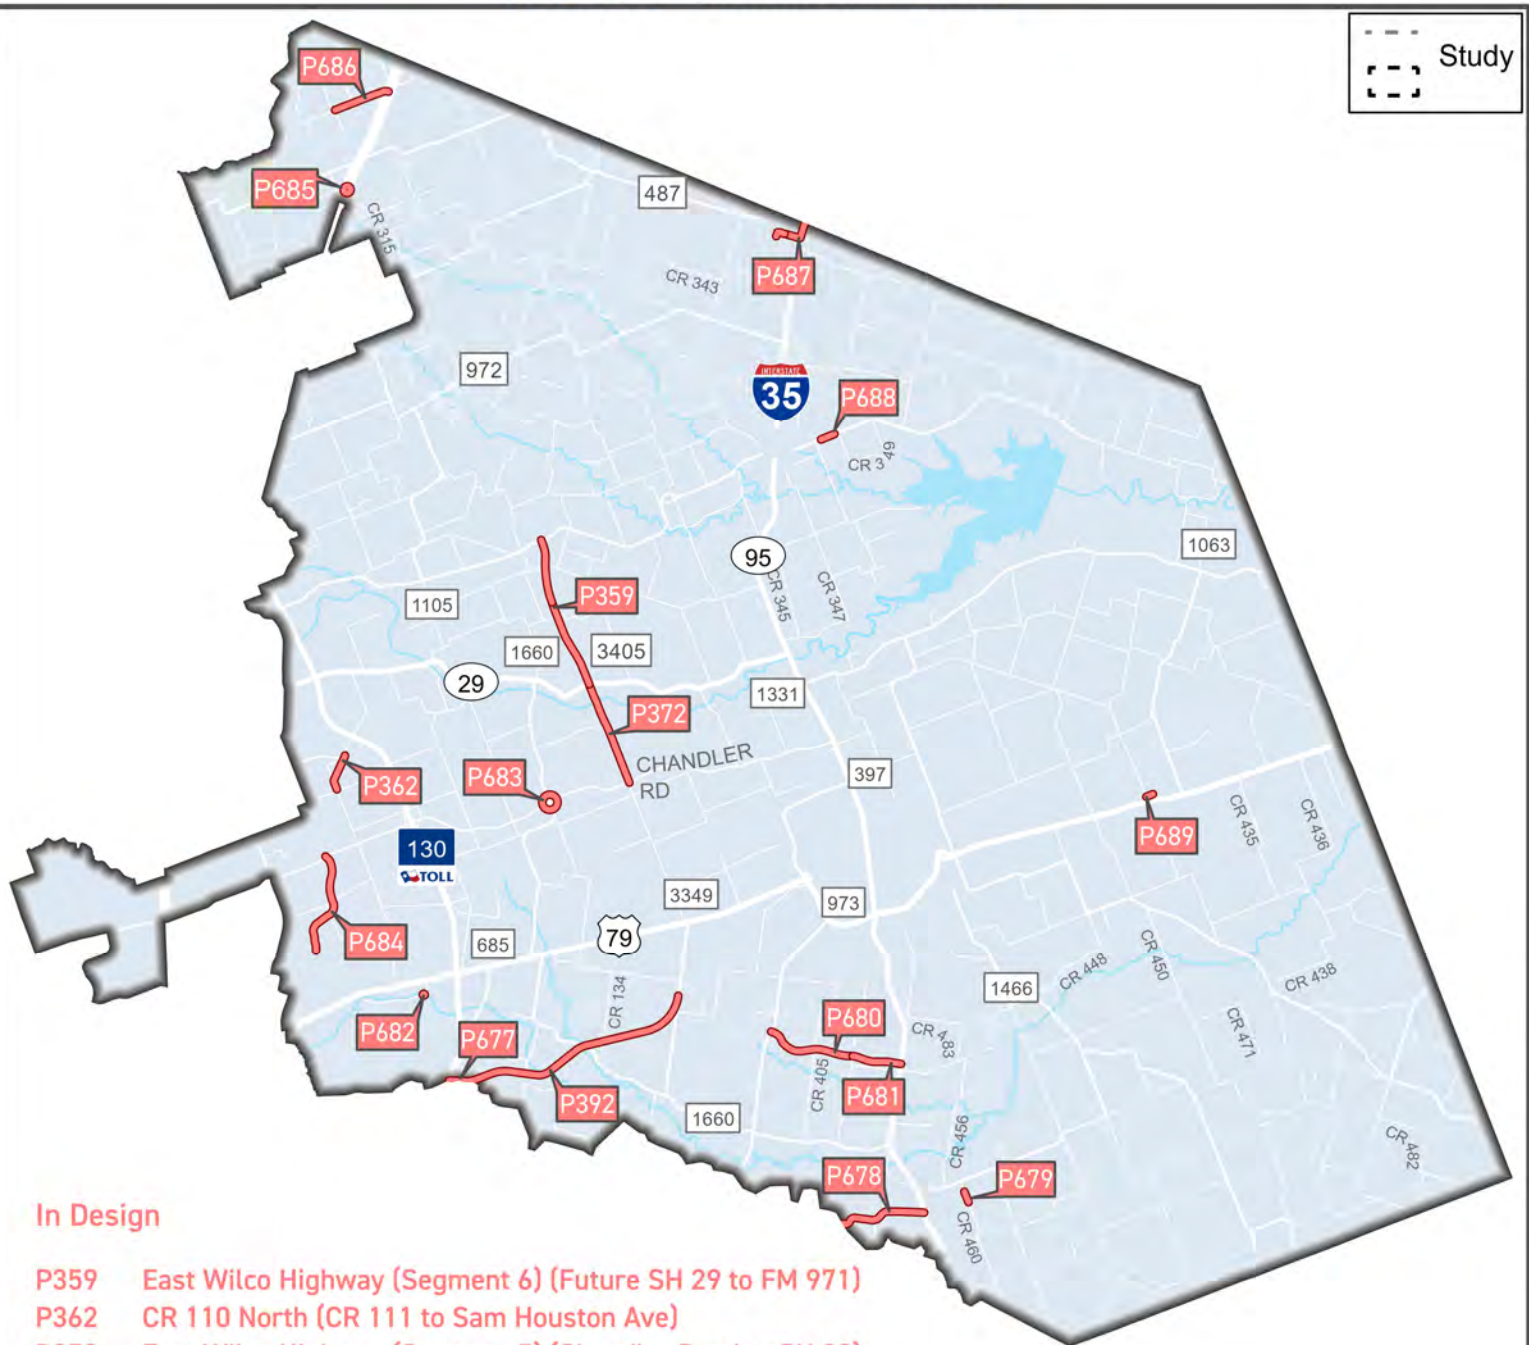 Study
P686
P685
CR 315
487
P687
CR 343
972
INTERSTATE
35
P688
CR 349
1063
95
CR 345
CR 347
1105
P359
1660
3405
29
1331
P372
CHANDLER
RD
397
P362
P683
P689
CR 435
CR 436
130
TOLL
3349
973
P684
685
79
CR 134
CR 448
CR 450
CR 438
1466
P682
P677
P680
CR 483
CR 471
CR 405
P681
P392
1660
CR 456
CR 482
P678
P679
CR 460
In Design
P359 East Wilco Highway (Segment 6) (Future SH 29 to FM 971)
P362 CR 110 North (CR 111 to Sam Houston Ave)